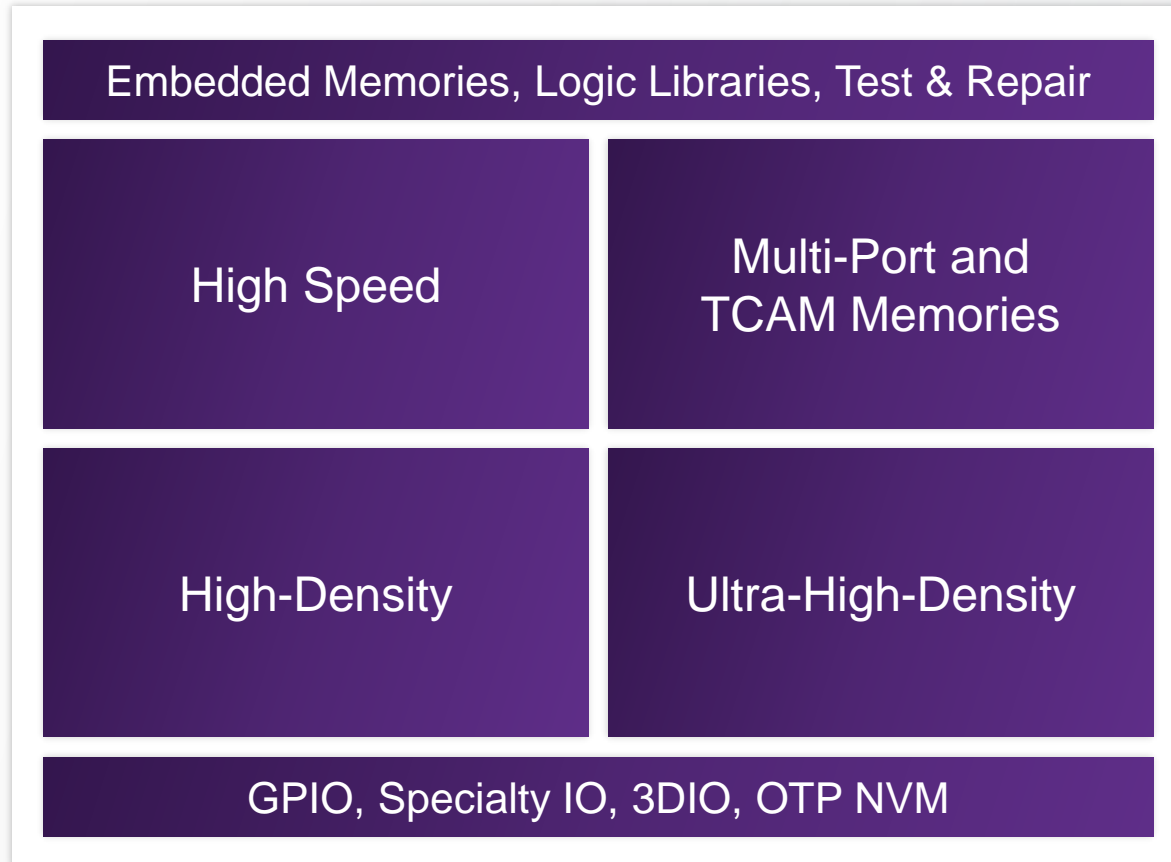 Embedded Memories, Logic Libraries, Test & Repair
High Speed
Multi-Port and
TCAM Memories
High-Density
Ultra-High-Density
GPIO, Specialty IO, 3DIO, OTP NVM